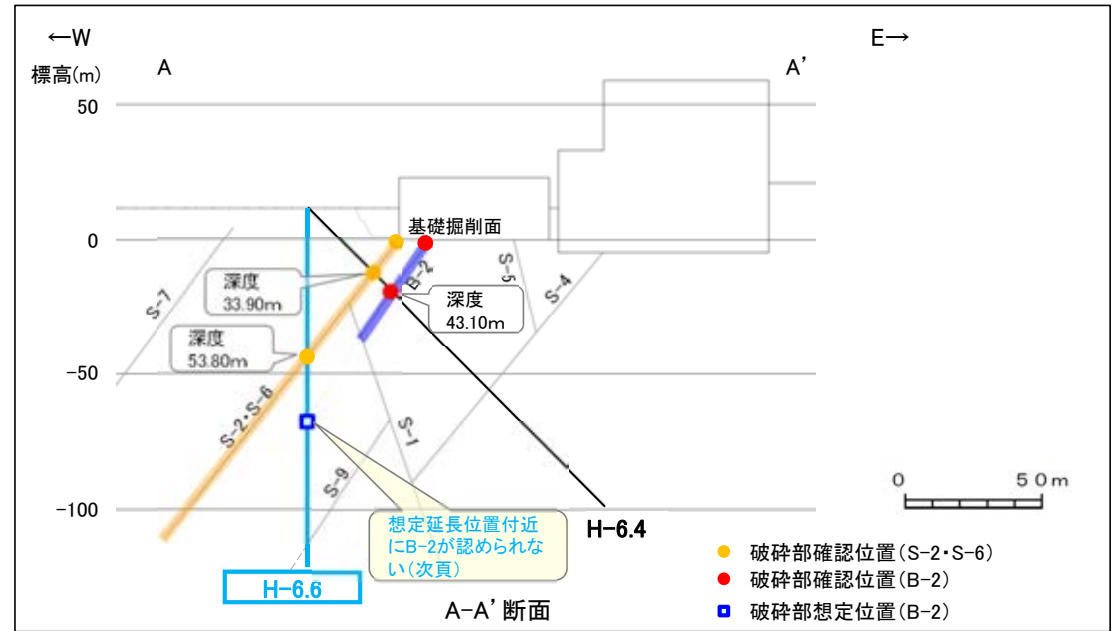 ←W
E→
標高(m)
A
A’
50
0
-50
-100
基礎掘削面
B-2
S-5
S-4
S-7
深度
33.90m
深度
43.10m
深度
53.80m
S-2・S-6
S-1
S-9
想定延長位置付近
にB-2が認められな
い(次頁)
H-6.4
H-6.6
A-A’断面
0 50m
破砕部確認位置(S-2・S-6)
破砕部確認位置(B-2)
破砕部想定位置(B-2)